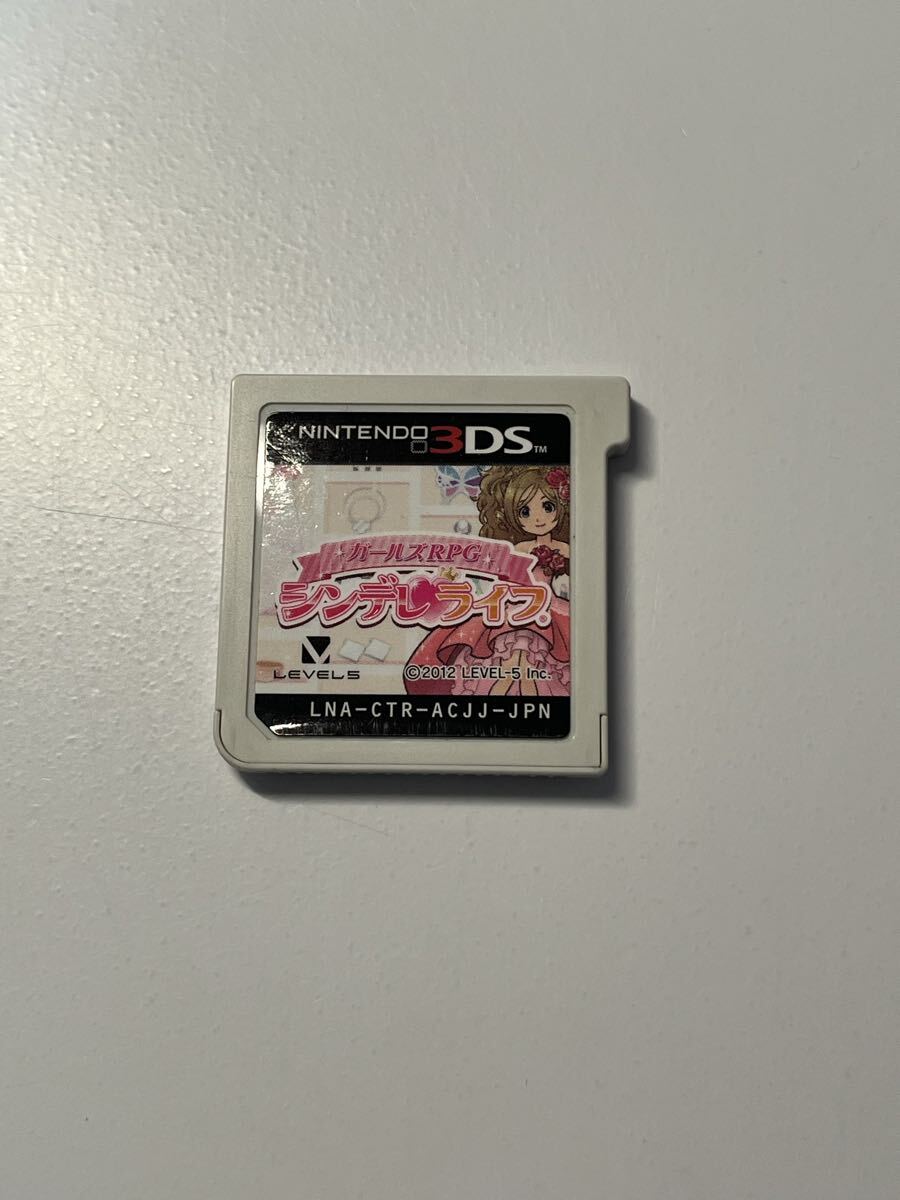 NINTENDO 3DS™
ガールズRPG
シンデレライフ®
LEVEL5
©2012 LEVEL-5 Inc.
LNA-CTR-ACJJ-JPN